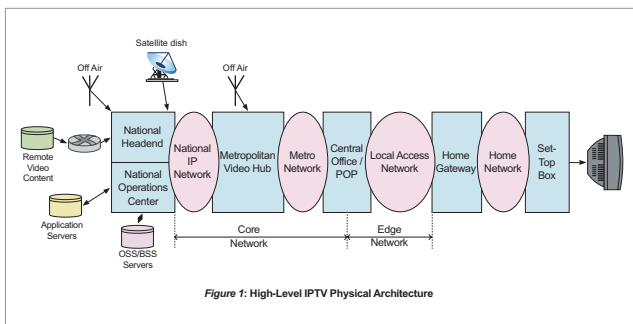 Satellite dish
Off Air
Off Air
Remote
Video
Content
National
Headend
National
Operations
Center
Application
Servers
OSS/BSS
Servers
National
IP
Network
Metropolitan
Video Hub
Metro
Network
Central
Office /
POP
Local Access
Network
Home
Gateway
Home
Network
Set-
Top
Box
Core
Network
Edge
Network
Figure 1: High-Level IPTV Physical Architecture